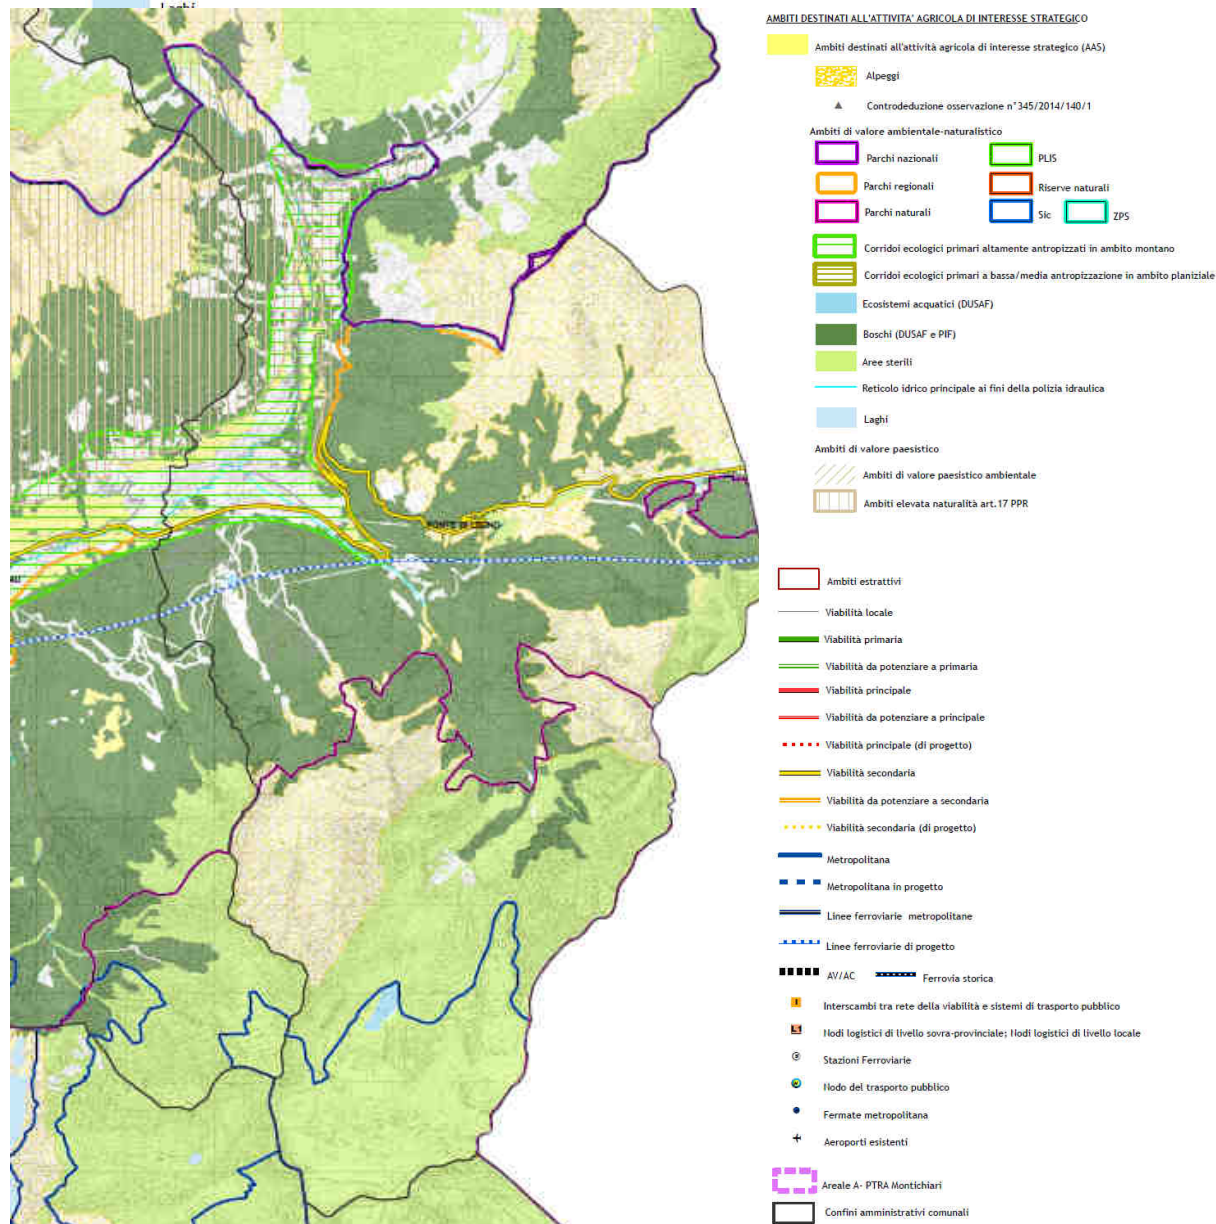 Laghi
AMBITI DESTINATI ALL'ATTIVITA' AGRICOLA DI INTERESSE STRATEGICO
Ambiti destinati all'attività agricola di interesse strategico (AAS)
Alpeggi
Controdeduzione osservazione n°345/2014/140/1
Ambiti di valore ambientale-naturalistico
Parchi nazionali
PLIS
Parchi regionali
Riserve naturali
Parchi naturali
Sic
ZPS
Corridoi ecologici primari altamente antropizzati in ambito montano
Corridoi ecologici primari a bassa/media antropizzazione in ambito planiziale
Ecosistemi acquatici (DUSAF)
Boschi (DUSAF e PIF)
Aree sterili
Reticolo idrico principale ai fini della polizia idraulica
Laghi
Ambiti di valore paesistico
Ambiti di valore paesistico ambientale
Ambiti elevata naturalità art.17 PPR
PONTE DI LEGNO
Ambiti estrattivi
Viabilità locale
Viabilità primaria
Viabilità da potenziare a primaria
Viabilità principale
Viabilità da potenziare a principale
Viabilità principale (di progetto)
Viabilità secondaria
Viabilità da potenziare a secondaria
Viabilità secondaria (di progetto)
Metropolitana
Metropolitana in progetto
Linee ferroviarie metropolitane
Linee ferroviarie di progetto
AV/AC
Ferrovia storica
Interscambi tra rete della viabilità e sistemi di trasporto pubblico
Nodi logistici di livello sovra-provinciale; Nodi logistici di livello locale
Stazioni Ferroviarie
Nodo del trasporto pubblico
Fermate metropolitana
Aeroporti esistenti
Areale A- PTRA Montichiari
Confini amministrativi comunali